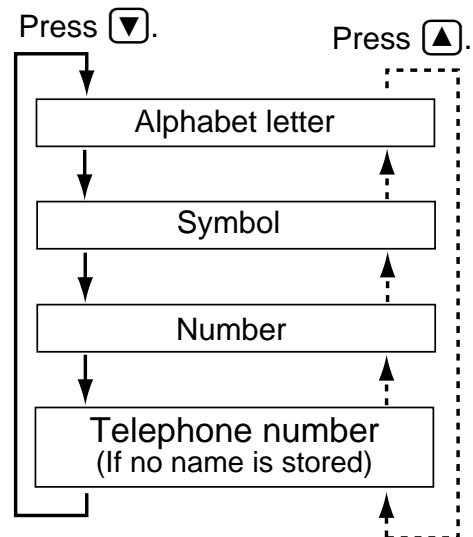 Press ▼.
Press ▲.
Alphabet letter
Symbol
Number
Telephone number
(If no name is stored)